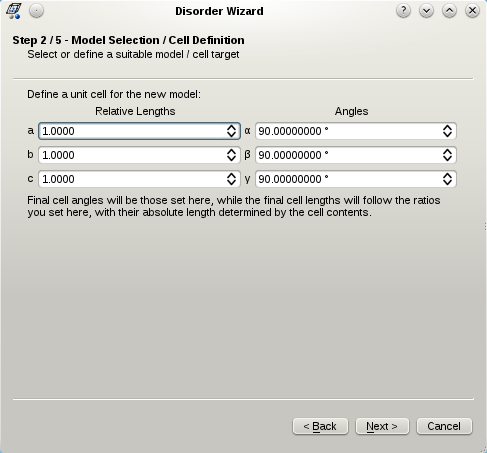 Disorder Wizard
Step 2 / 5 - Model Selection / Cell Definition
Select or define a suitable model / cell target
Define a unit cell for the new model:
Relative Lengths Angles
a 1.0000 α 90.00000000 °
b 1.0000 β 90.00000000 °
c 1.0000 γ 90.00000000 °
Final cell angles will be those set here, while the final cell lengths will follow the ratios
you set here, with their absolute length determined by the cell contents.
< Back Next > Cancel